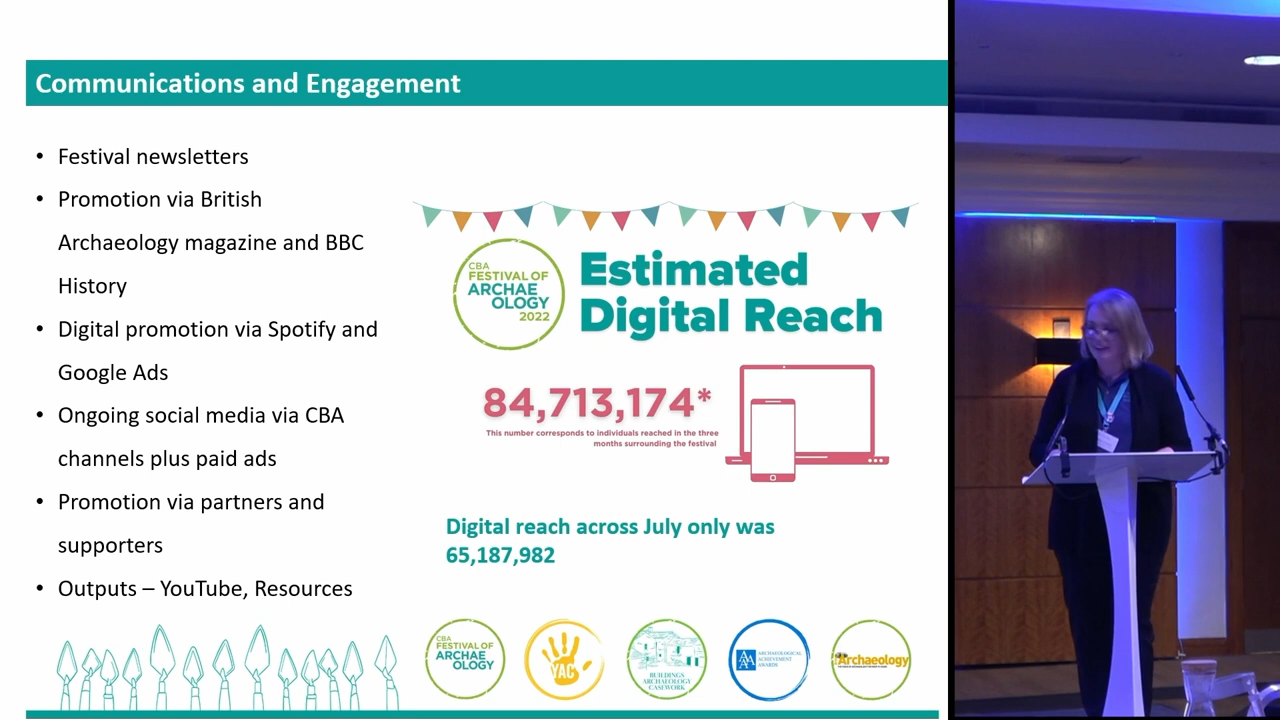 Communications and Engagement
• Festival newsletters
• Promotion via British
Archaeology magazine and BBC
History
• Digital promotion via Spotify and
Google Ads
• Ongoing social media via CBA
channels plus paid ads
• Promotion via partners and
supporters
• Outputs – YouTube, Resources
CBA
FESTIVAL OF
ARCHAE
OLOGY
2022
Estimated
Digital Reach
84,713,174*
This number corresponds to individuals reached in the three
months surrounding the festival
Digital reach across July only was
65,187,982
CBA
FESTIVAL OF
ARCHAE
OLOGY
YAC
BUILDINGS
ARCHAEOLOGY
CASEWORK
AAA
ARCHAEOLOGICAL
ACHIEVEMENT
AWARDS
Archaeology